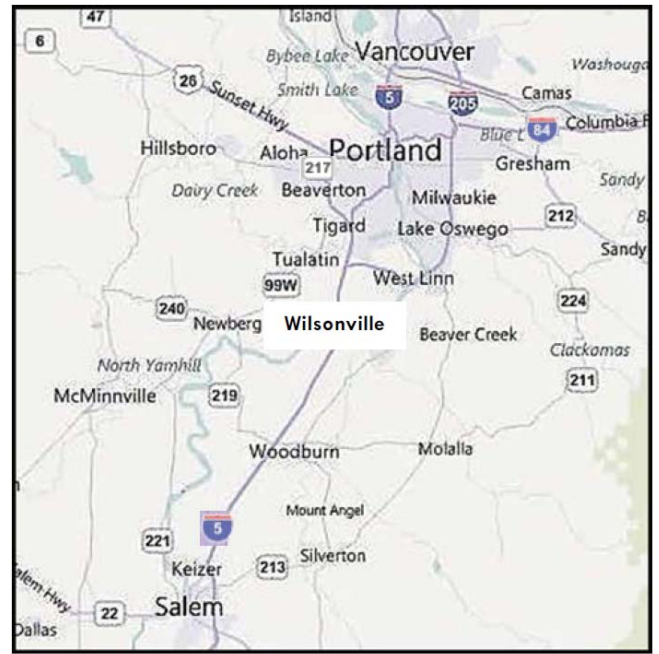 47
Island
6
Bybee Lake
Vancouver
Washouga
26
Smith Lake
Camas
Sunset Hwy
5
205
Columbia R
Blue L
84
Hillsboro
Aloha
Portland
217
Gresham
Dairy Creek
Beaverton
Milwaukie
Sandy
212
Tigard
Lake Oswego
Sandy
Tualatin
West Linn
99W
224
240
Newberg
Wilsonville
Beaver Creek
Clackamas
North Yamhill
211
McMinnville
219
Woodburn
Molalla
Mount Angel
5
221
Silverton
Keizer
213
alem Hwy
Salem
22
Dallas